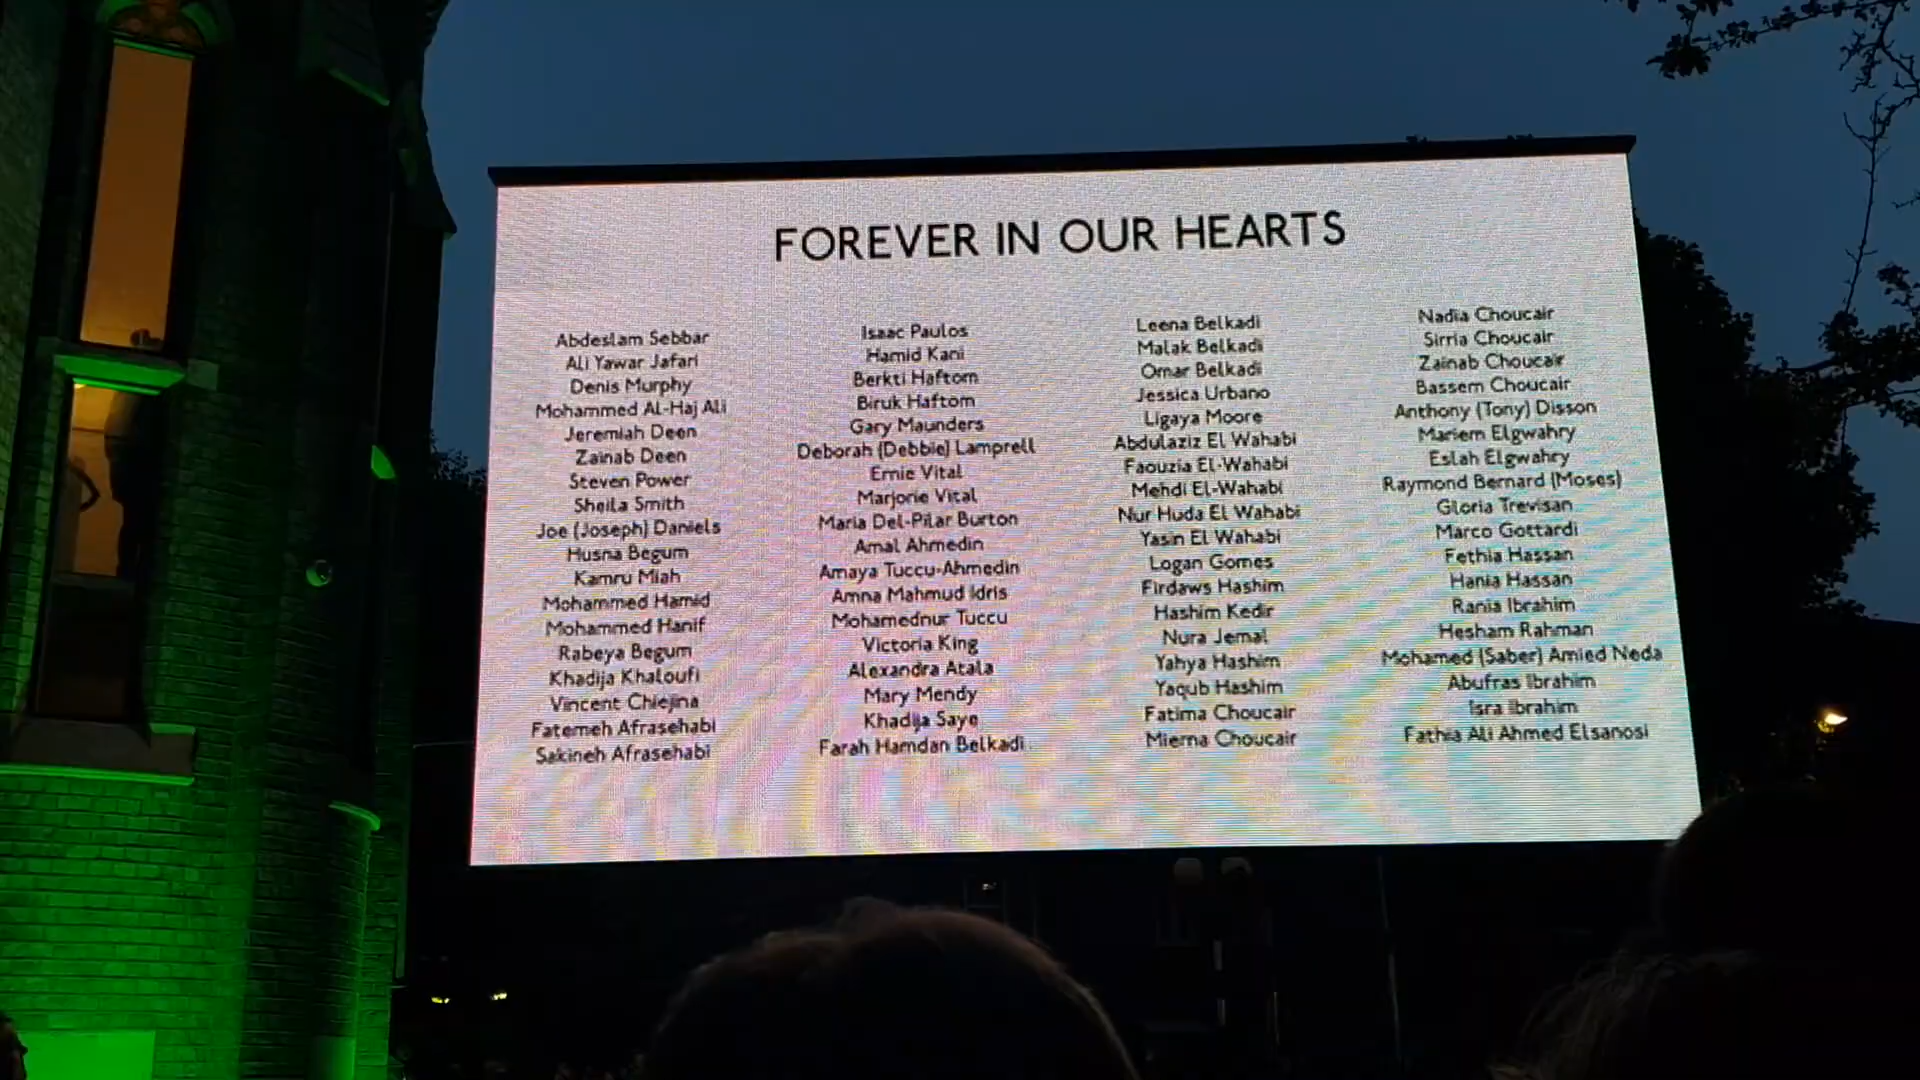 FOREVER IN OUR HEARTS
Abdeslam Sebbar
Ali Yawar Jafari
Denis Murphy
Mohammed AL-Haj Ali
Jeremiah Deen
Zainab Deen
Steven Power
Sheila Smith
Joe (Joseph) Daniels
Husna Begum
Kamru Miah
Mohammed Hamid
Mohammed Hanif
Rabeya Begum
Khadija Khaloufi
Vincent Chiejina
Fatemeh Afrasehabi
Sakineh Afrasehabi
Isaac Paulos
Hamid Kani
Berkti Haftom
Biruk Haftom
Gary Maunders
Deborah (Debbie) Lamprell
Ernie Vital
Marjorie Vital
Maria Del-Pilar Burton
Amal Ahmedin
Amaya Tuccu-Ahmedin
Amna Mahmud Idris
Mohamednur Tuccu
Victoria King
Alexandra Atala
Mary Mendy
Khadija Saye
Farah Hamdan Belkadi
Leena Belkadi
Malak Belkadi
Omar Belkadi
Jessica Urbano
Ligaya Moore
Abdulaziz El Wahabi
Faouzia El-Wahabi
Mehdi El-Wahabi
Nur Huda El Wahabi
Yasin El Wahabi
Logan Gomes
Firdaws Hashim
Hashim Kedir
Nura Jemal
Yahya Hashim
Yaqub Hashim
Fatima Choucair
Mierna Choucair
Nadia Choucair
Sirria Choucair
Zainab Choucair
Bassem Choucair
Anthony (Tony) Disson
Mariem Elgwahry
Eslah Elgwahry
Raymond Bernard (Moses)
Gloria Trevisan
Marco Gottardi
Fethia Hassan
Hania Hassan
Rania Ibrahim
Hesham Rahman
Mohamed (Saber) Amied Neda
Abufras Ibrahim
Isra Ibrahim
Fathia Ali Ahmed Elsanosi